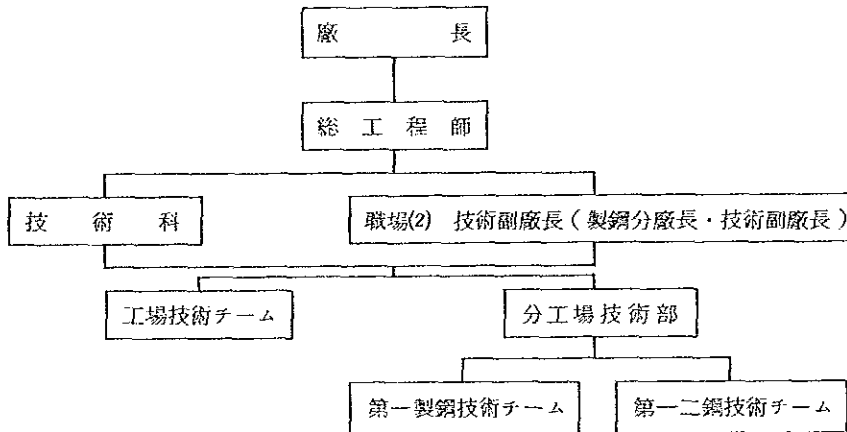 廠長
総工程師
技術科
職場(2) 技術副廠長(製鋼分廠長・技術副廠長)
工場技術チーム
分工場技術部
第一製鋼技術チーム
第一二鋼技術チーム